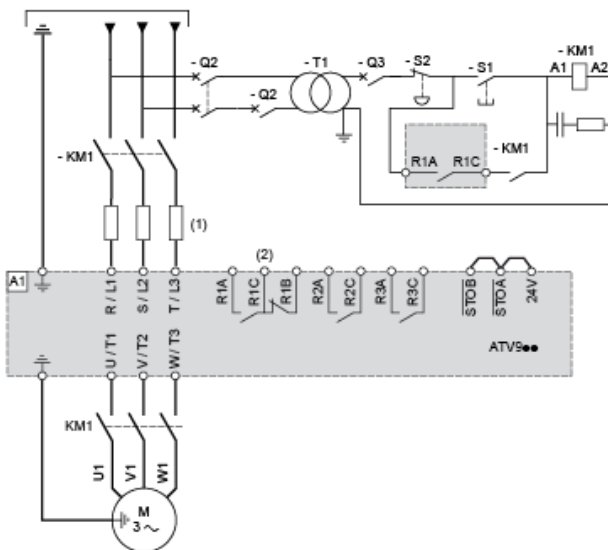 - Q2
- T1
- Q3
- S2
- S1
- KM1
A1
A2
- Q2
- KM1
R1A
R1C
- KM1
(1)
(2)
A1
R / L1
S / L2
T / L3
R1A
R1C
R1B
R2A
R2C
R3A
R3C
STOB
STOA
24V
U / T1
V / T2
W / T3
ATV9●●
KM1
U1
V1
W1
M
3 ~